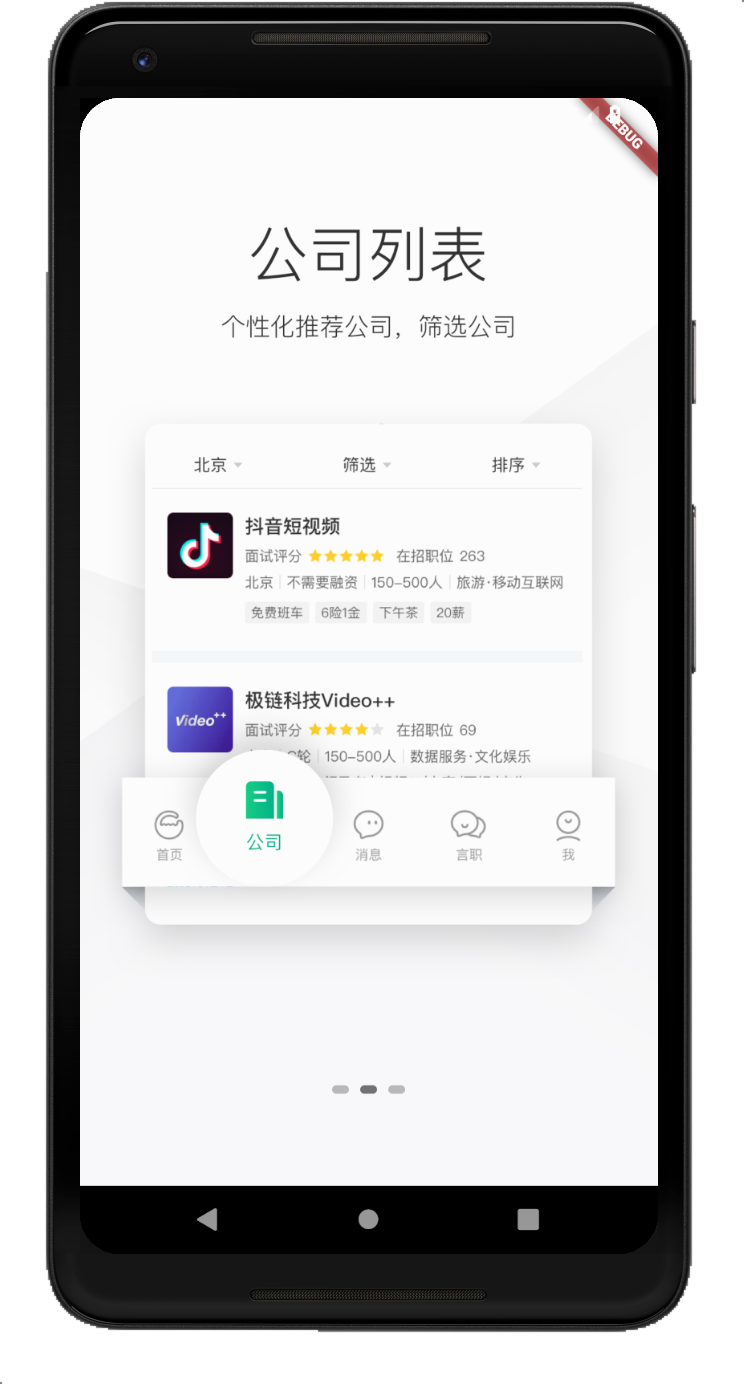 DEBUG
公司列表
个性化推荐公司，筛选公司
北京 筛选 排序
抖音短视频
面试评分 在招职位 263
北京 | 不需要融资 | 150-500人 | 旅游·移动互联网
免费班车 6险1金 下午茶 20薪
Video++
极链科技Video++
面试评分 在招职位 69
轮 | 150-500人 | 数据服务·文化娱乐
首页 公司 消息 言职 我